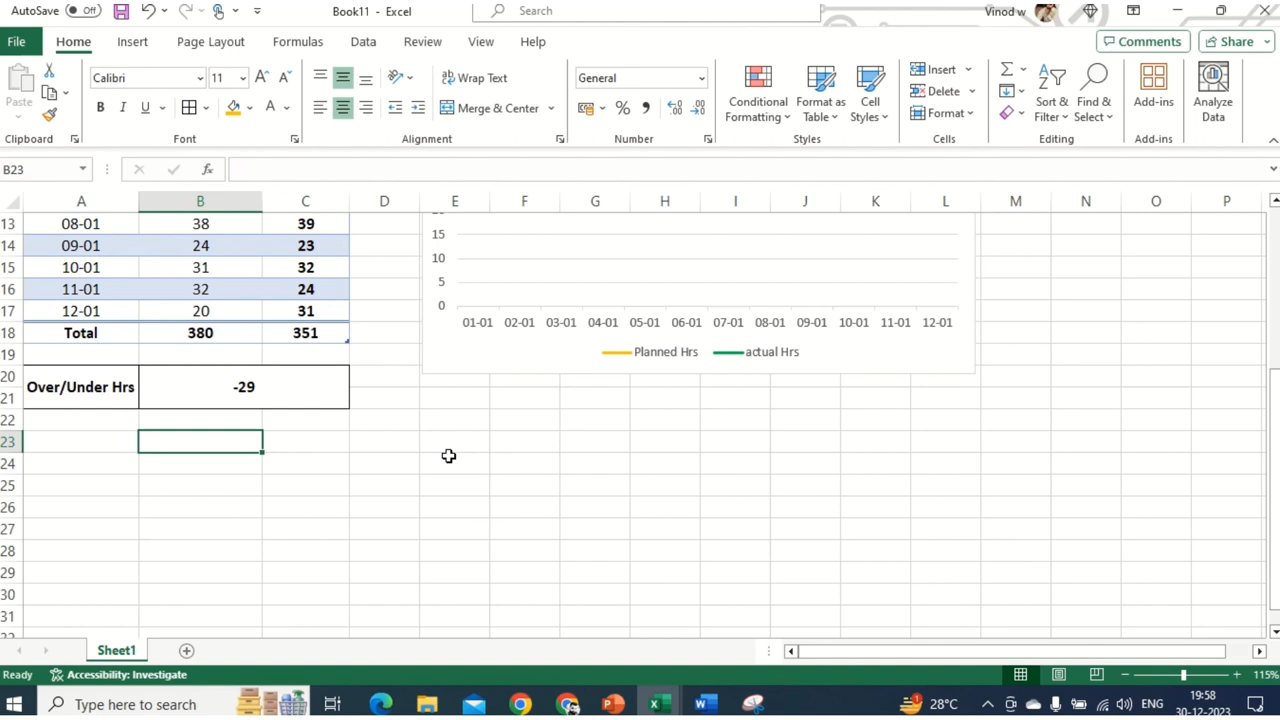 AutoSave Off Book11 - Excel Search Vinod w
File Home Insert Page Layout Formulas Data Review View Help Comments Share
Paste Calibri 11 A A Wrap Text General Conditional Formatting Format as Table Cell Styles Insert Sort & Filter Find & Select Add-ins Analyze Data
B I U A Merge & Center % Delete
Format
Clipboard Font Alignment Number Styles Cells Editing Add-ins
B23 fx
A B C D E F G H I J K L M N O P
13 08-01 38 39
14 09-01 24 23 15
15 10-01 31 32 10
16 11-01 32 24 5
17 12-01 20 31 0
18 Total 380 351 01-01 02-01 03-01 04-01 05-01 06-01 07-01 08-01 09-01 10-01 11-01 12-01
19 Planned Hrs actual Hrs
20 Over/Under Hrs -29
21
22
23
24
25
26
27
28
29
30
31
Sheet1
Ready Accessibility: Investigate 115%
Type here to search 28°C ENG 19:58
30-12-2023